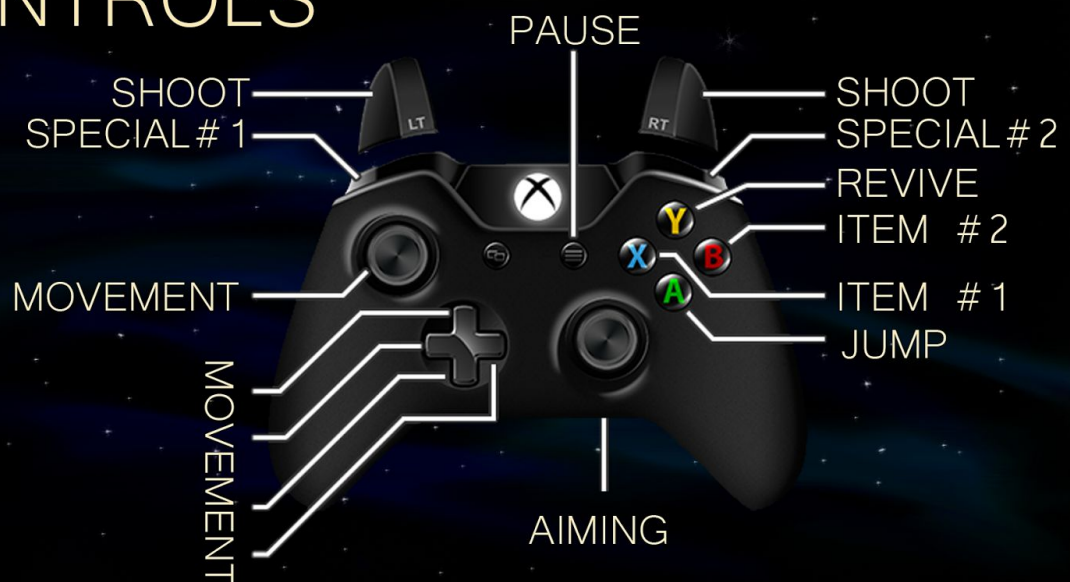 NTROLS
PAUSE
SHOOT
SPECIAL#1
LT
RT
SHOOT
SPECIAL#2
REVIVE
ITEM #2
Y
X
B
A
MOVEMENT
ITEM #1
JUMP
MOVEMENT
AIMING